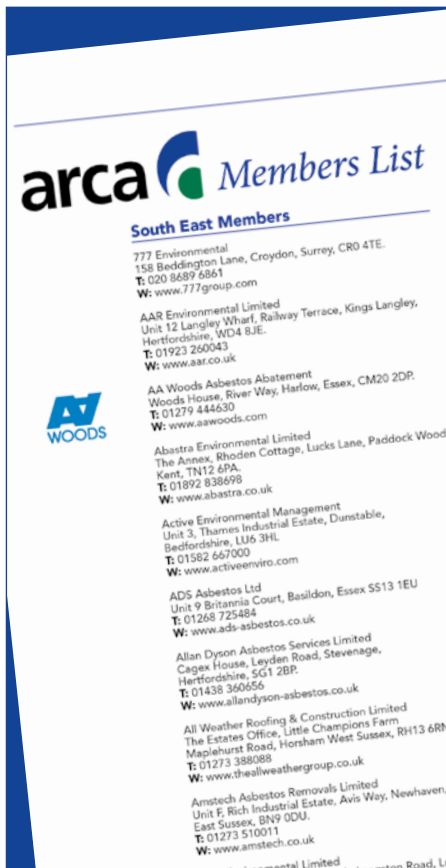 arca Members List
South East Members
777 Environmental
158 Beddington Lane, Croydon, Surrey, CR0 4TE.
T: 020 8689 6861
W: www.777group.com
AAR Environmental Limited
Unit 12 Langley Wharf, Railway Terrace, Kings Langley,
Hertfordshire, WD4 8JE.
T: 01923 260043
W: www.aar.co.uk
AA
WOODS
AA Woods Asbestos Abatement
Woods House, River Way, Harlow, Essex, CM20 2DP.
T: 01279 444630
W: www.aawoods.com
Abastra Environmental Limited
The Annex, Rhoden Cottage, Lucks Lane, Paddock Wood
Kent, TN12 6PA.
T: 01892 838698
W: www.abastra.co.uk
Active Environmental Management
Unit 3, Thames Industrial Estate, Dunstable,
Bedfordshire, LU6 3HL
T: 01582 667000
W: www.activeenviro.com
ADS Asbestos Ltd
Unit 9 Britannia Court, Basildon, Essex SS13 1EU
T: 01268 725484
W: www.ads-asbestos.co.uk
Allan Dyson Asbestos Services Limited
Cagex House, Leyden Road, Stevenage,
Hertfordshire, SG1 2BP.
T: 01438 360656
W: www.allandyson-asbestos.co.uk
All Weather Roofing & Construction Limited
The Estates Office, Little Champions Farm
Maplehurst Road, Horsham West Sussex, RH13 6RN
T: 01273 388088
W: www.theallweathergroup.co.uk
Amstech Asbestos Removals Limited
Unit F, Rich Industrial Estate, Avis Way, Newhaven,
East Sussex, BN9 0DU.
T: 01273 510011
W: www.amstech.co.uk
Limited
Road,